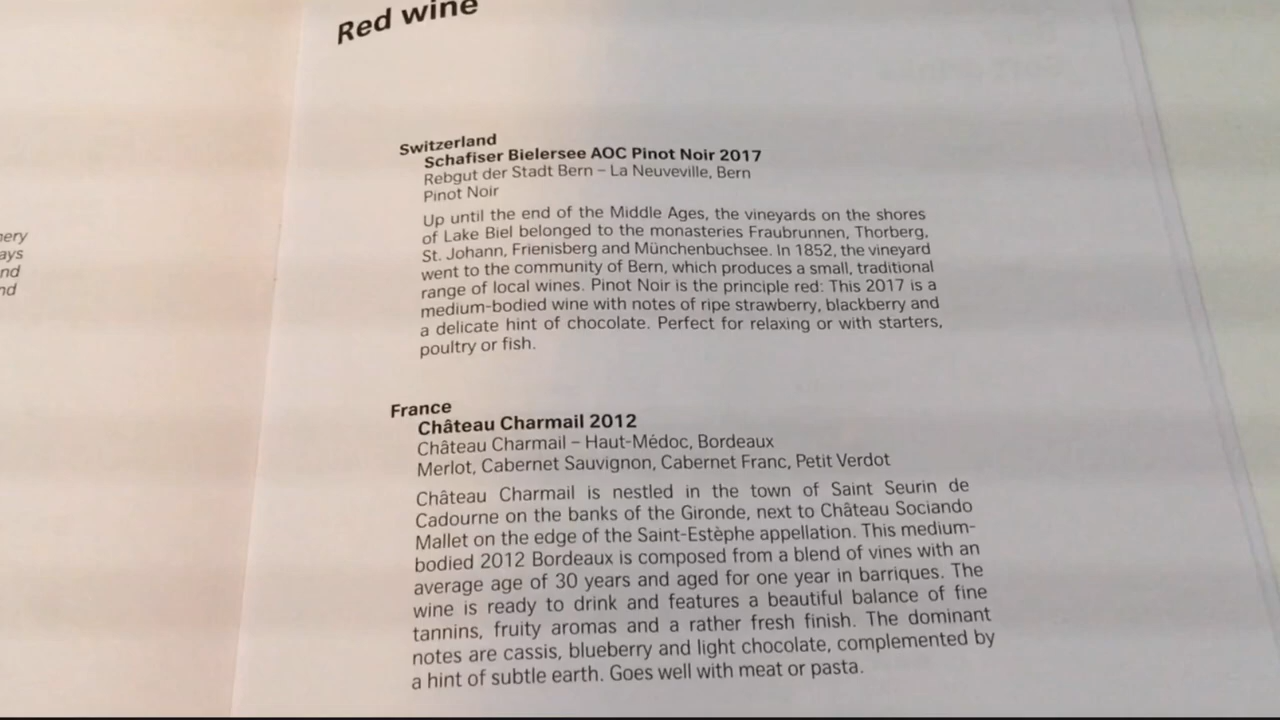 Red wine
Switzerland
Schafiser Bielersee AOC Pinot Noir 2017
Rebgut der Stadt Bern – La Neuveville, Bern
Pinot Noir
Up until the end of the Middle Ages, the vineyards on the shores
of Lake Biel belonged to the monasteries Fraubrunnen, Thorberg,
St. Johann, Frienisberg and Münchenbuchsee. In 1852, the vineyard
went to the community of Bern, which produces a small, traditional
range of local wines. Pinot Noir is the principle red: This 2017 is a
medium-bodied wine with notes of ripe strawberry, blackberry and
a delicate hint of chocolate. Perfect for relaxing or with starters,
poultry or fish.
France
Château Charmail 2012
Château Charmail – Haut-Médoc, Bordeaux
Merlot, Cabernet Sauvignon, Cabernet Franc, Petit Verdot
Château Charmail is nestled in the town of Saint Seurin de
Cadourne on the banks of the Gironde, next to Château Sociando
Mallet on the edge of the Saint-Estèphe appellation. This medium-
bodied 2012 Bordeaux is composed from a blend of vines with an
average age of 30 years and aged for one year in barriques. The
wine is ready to drink and features a beautiful balance of fine
tannins, fruity aromas and a rather fresh finish. The dominant
notes are cassis, blueberry and light chocolate, complemented by
a hint of subtle earth. Goes well with meat or pasta.